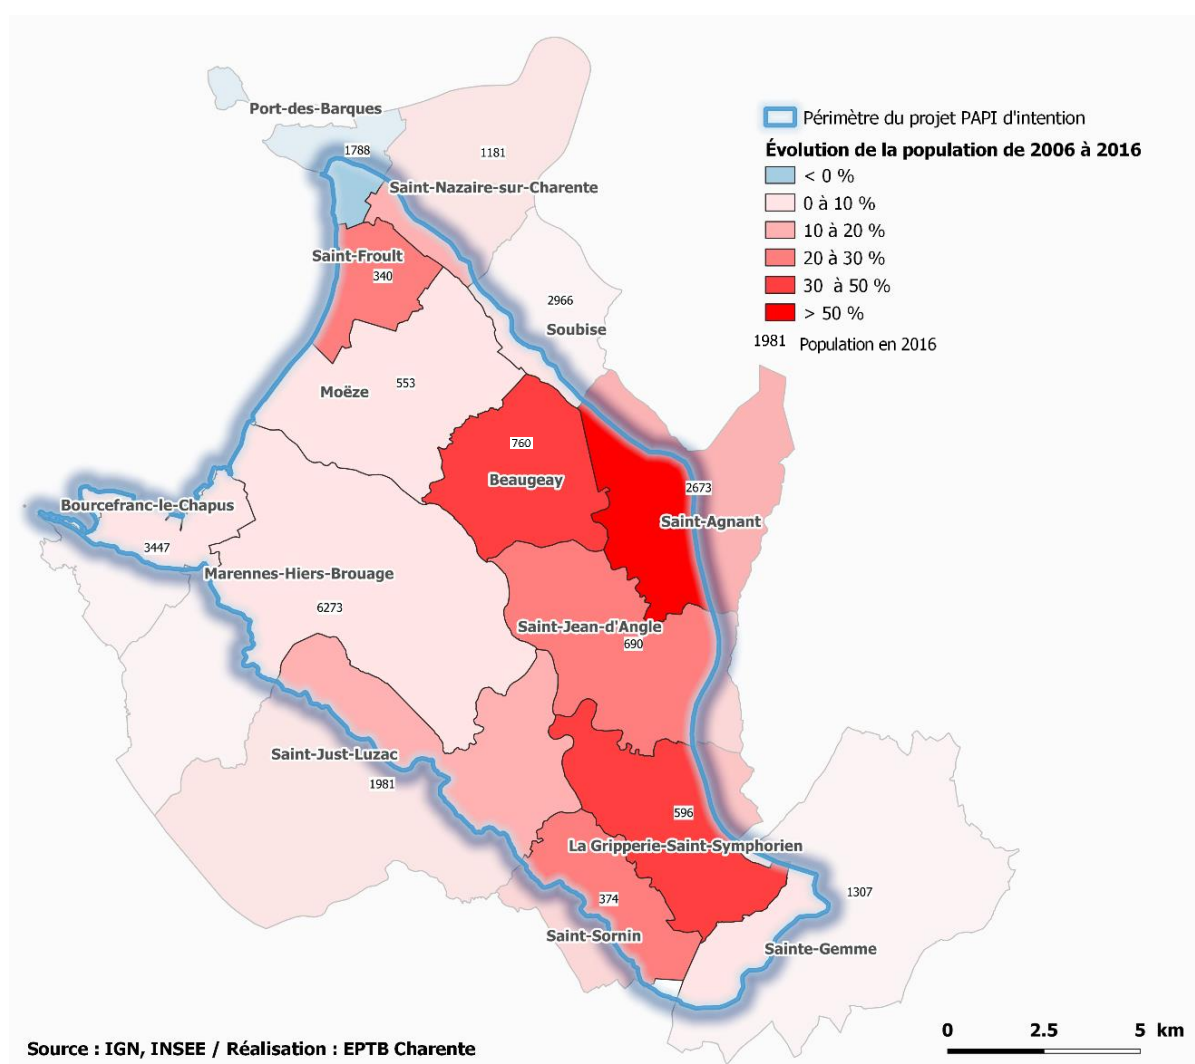 Port-des-Barques
1788
1181
Saint-Nazaire-sur-Charente
Périmètre du projet PAPI d'intention
Évolution de la population de 2006 à 2016
< 0 %
0 à 10 %
10 à 20 %
20 à 30 %
30 à 50 %
> 50 %
1981 Population en 2016
Saint-Froult
340
2966
Soubise
Moëze
553
760
Beaugeay
2673
Saint-Agnant
Bourcefranc-le-Chapus
3447
Marennes-Hiers-Brouage
6273
Saint-Jean-d'Angle
690
Saint-Just-Luzac
1981
596
La Gripperie-Saint-Symphorien
374
1307
Saint-Sornin
Sainte-Gemme
0 2.5 5 km
Source : IGN, INSEE / Réalisation : EPTB Charente